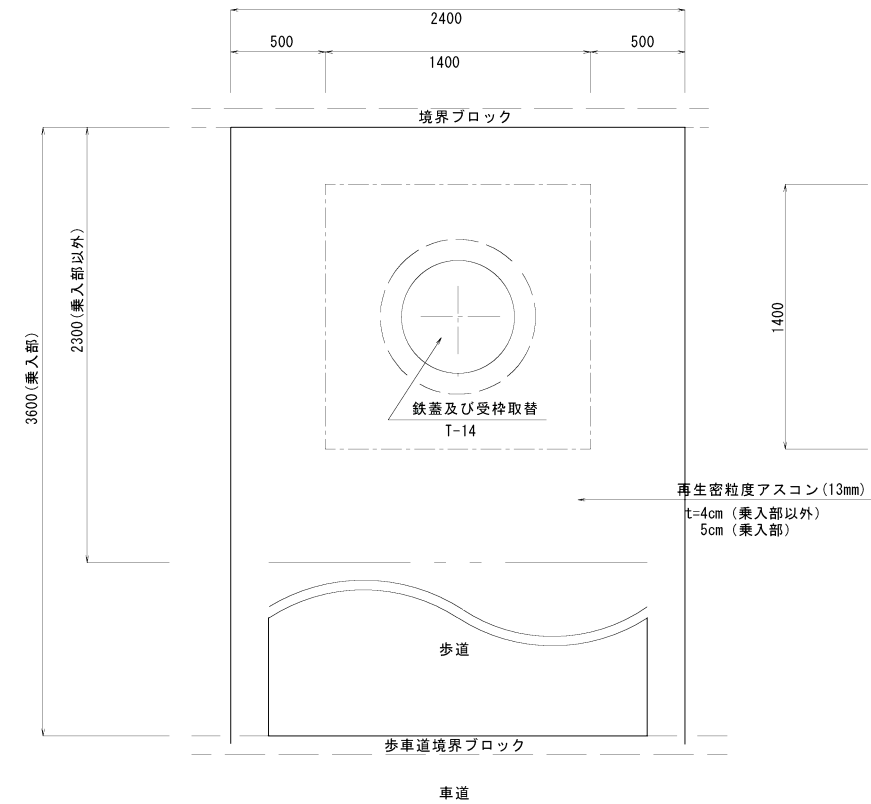 2400
500
500
1400
境界ブロック
2300(乗入部以外)
3600(乗入部)
1400
鉄蓋及び受枠取替
T-14
再生密粒度アスコン(13mm)
t=4cm (乗入部以外)
5cm (乗入部)
歩道
歩車道境界ブロック
車道